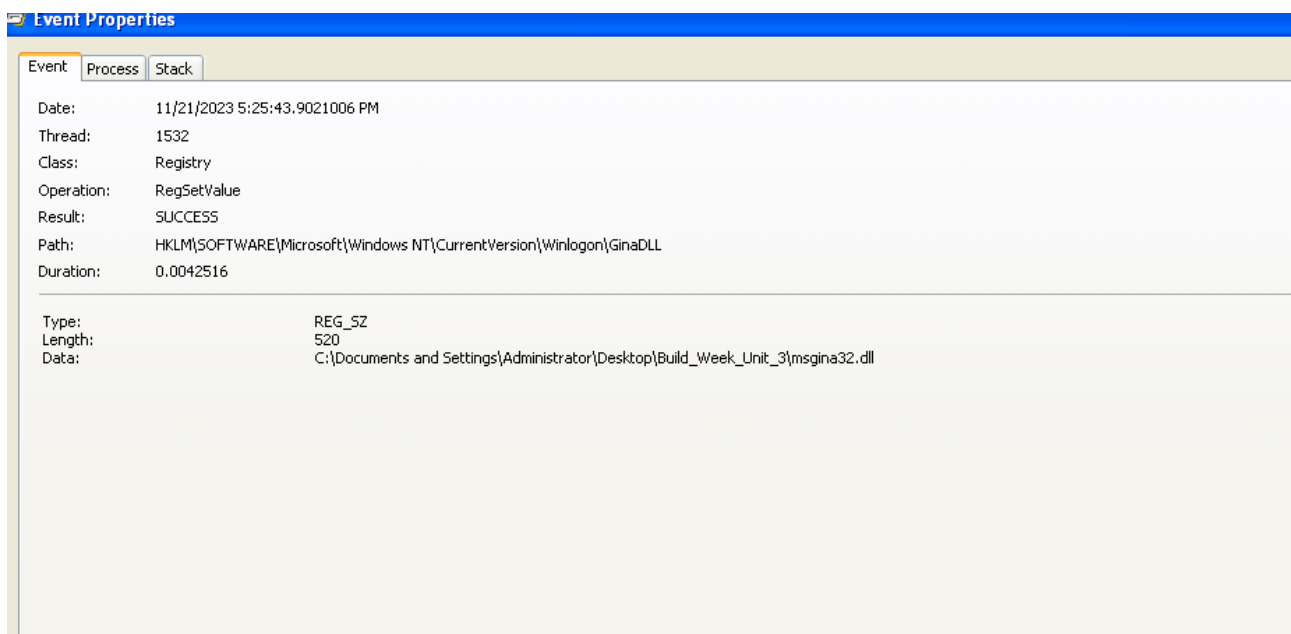 Event Properties
Event Process Stack
Date: 11/21/2023 5:25:43.9021006 PM
Thread: 1532
Class: Registry
Operation: RegSetValue
Result: SUCCESS
Path: HKLM\SOFTWARE\Microsoft\Windows NT\CurrentVersion\Winlogon\GinaDLL
Duration: 0.0042516
Type: REG_SZ
Length: 520
Data: C:\Documents and Settings\Administrator\Desktop\Build_Week_Unit_3\msgina32.dll